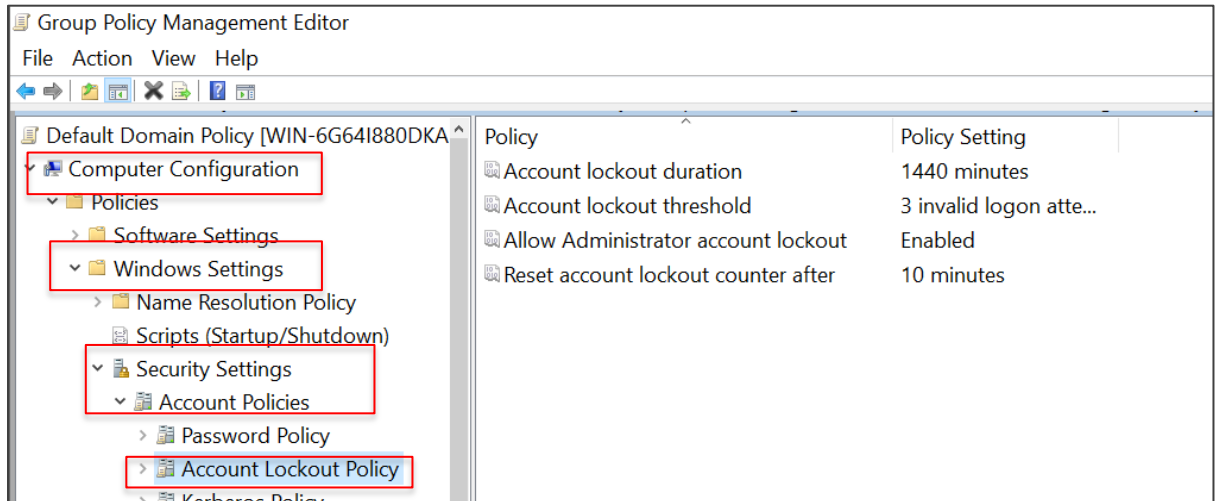 Group Policy Management Editor
File Action View Help
Default Domain Policy [WIN-6G64I880DKA
Computer Configuration
Policies
Software Settings
Windows Settings
Name Resolution Policy
Scripts (Startup/Shutdown)
Security Settings
Account Policies
Password Policy
Account Lockout Policy
Kerberos Policy
Policy Policy Setting
Account lockout duration 1440 minutes
Account lockout threshold 3 invalid logon atte...
Allow Administrator account lockout Enabled
Reset account lockout counter after 10 minutes